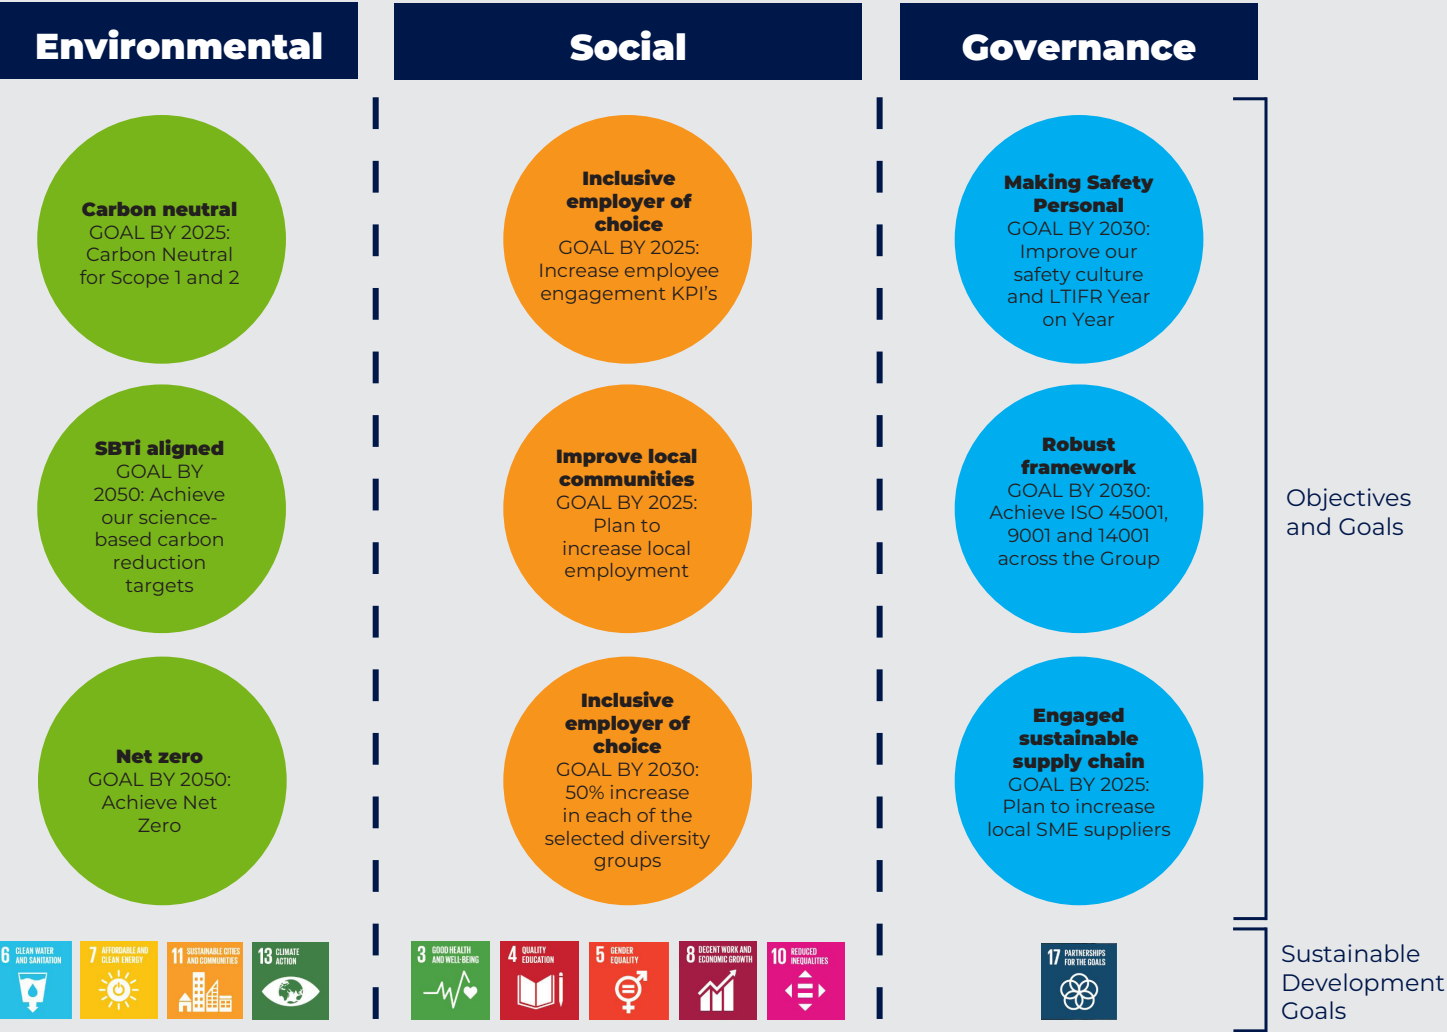 Environmental
Social
Governance
Carbon neutral
GOAL BY 2025:
Carbon Neutral
for Scope 1 and 2
Inclusive
employer of
choice
GOAL BY 2025:
Increase employee
engagement KPI's
Making Safety
Personal
GOAL BY 2030:
Improve our
safety culture
and LTIFR Year
on Year
SBTi aligned
GOAL BY
2050: Achieve
our science-
based carbon
reduction
targets
Improve local
communities
GOAL BY 2025:
Plan to
increase local
employment
Robust
framework
GOAL BY 2030:
Achieve ISO 45001,
9001 and 14001
across the Group
Objectives
and Goals
Net zero
GOAL BY 2050:
Achieve Net
Zero
Inclusive
employer of
choice
GOAL BY 2030:
50% increase
in each of the
selected diversity
groups
Engaged
sustainable
supply chain
GOAL BY 2025:
Plan to increase
local SME suppliers
6 CLEAN WATER
AND SANITATION
7 AFFORDABLE AND
CLEAN ENERGY
11 SUSTAINABLE CITIES
AND COMMUNITIES
13 CLIMATE
ACTION
3 GOOD HEALTH
AND WELL-BEING
4 QUALITY
EDUCATION
5 GENDER
EQUALITY
8 DECENT WORK AND
ECONOMIC GROWTH
10 REDUCED
INEQUALITIES
17 PARTNERSHIPS
FOR THE GOALS
Sustainable
Development
Goals